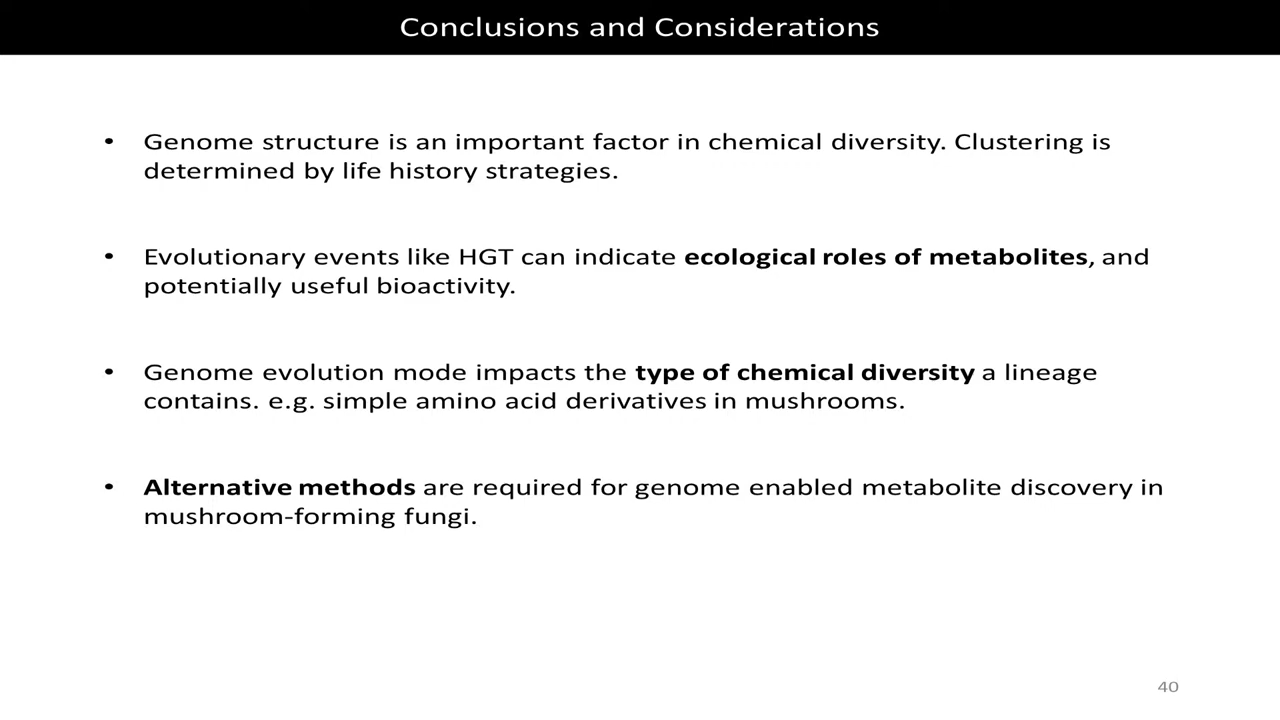 Conclusions and Considerations
• Genome structure is an important factor in chemical diversity. Clustering is
determined by life history strategies.
• Evolutionary events like HGT can indicate ecological roles of metabolites, and
potentially useful bioactivity.
• Genome evolution mode impacts the type of chemical diversity a lineage
contains. e.g. simple amino acid derivatives in mushrooms.
• Alternative methods are required for genome enabled metabolite discovery in
mushroom-forming fungi.
40